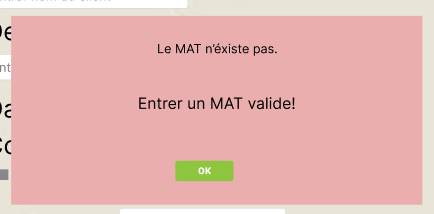 Le MAT n'éxiste pas.
Entrer un MAT valide!
OK